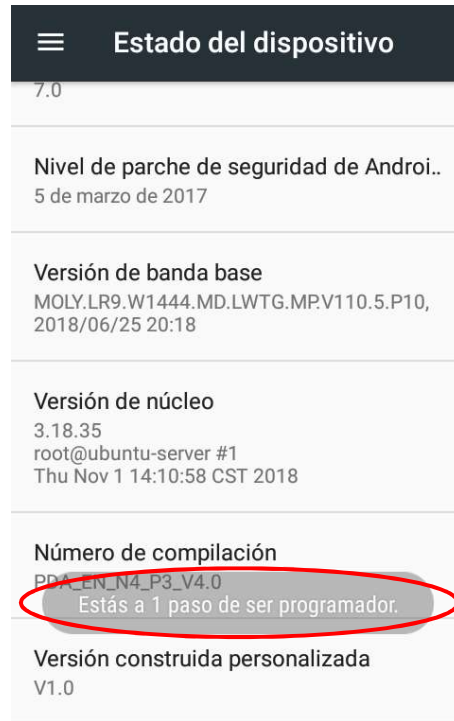 Estado del dispositivo
7.0
Nivel de parche de seguridad de Androi..
5 de marzo de 2017
Versión de banda base
MOLY.LR9.W1444.MD.LWTG.MP.V110.5.P10,
2018/06/25 20:18
Versión de núcleo
3.18.35
root@ubuntu-server #1
Thu Nov 1 14:10:58 CST 2018
Número de compilación
PDA_EN_N4_P3_V4.0
Estás a 1 paso de ser programador.
Versión construida personalizada
V1.0